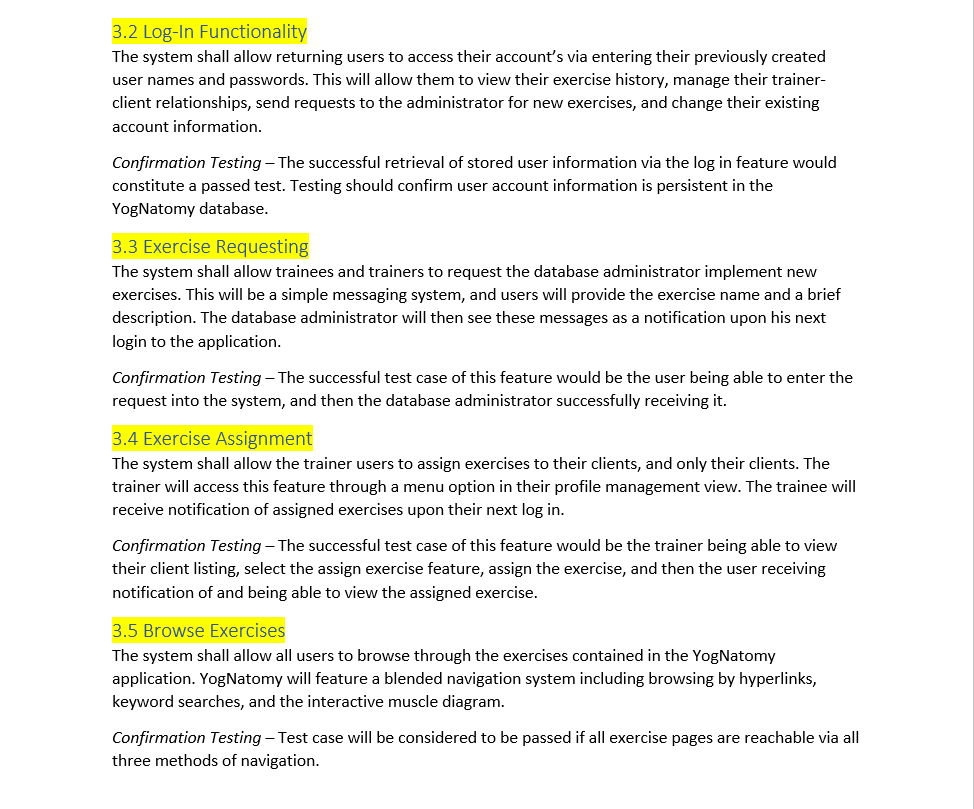 3.2 Log-In Functionality
The system shall allow returning users to access their account’s via entering their previously created
user names and passwords. This will allow them to view their exercise history, manage their trainer-
client relationships, send requests to the administrator for new exercises, and change their existing
account information.
Confirmation Testing – The successful retrieval of stored user information via the log in feature would
constitute a passed test. Testing should confirm user account information is persistent in the
YogNatomy database.
3.3 Exercise Requesting
The system shall allow trainees and trainers to request the database administrator implement new
exercises. This will be a simple messaging system, and users will provide the exercise name and a brief
description. The database administrator will then see these messages as a notification upon his next
login to the application.
Confirmation Testing – The successful test case of this feature would be the user being able to enter the
request into the system, and then the database administrator successfully receiving it.
3.4 Exercise Assignment
The system shall allow the trainer users to assign exercises to their clients, and only their clients. The
trainer will access this feature through a menu option in their profile management view. The trainee will
receive notification of assigned exercises upon their next log in.
Confirmation Testing – The successful test case of this feature would be the trainer being able to view
their client listing, select the assign exercise feature, assign the exercise, and then the user receiving
notification of and being able to view the assigned exercise.
3.5 Browse Exercises
The system shall allow all users to browse through the exercises contained in the YogNatomy
application. YogNatomy will feature a blended navigation system including browsing by hyperlinks,
keyword searches, and the interactive muscle diagram.
Confirmation Testing – Test case will be considered to be passed if all exercise pages are reachable via all
three methods of navigation.